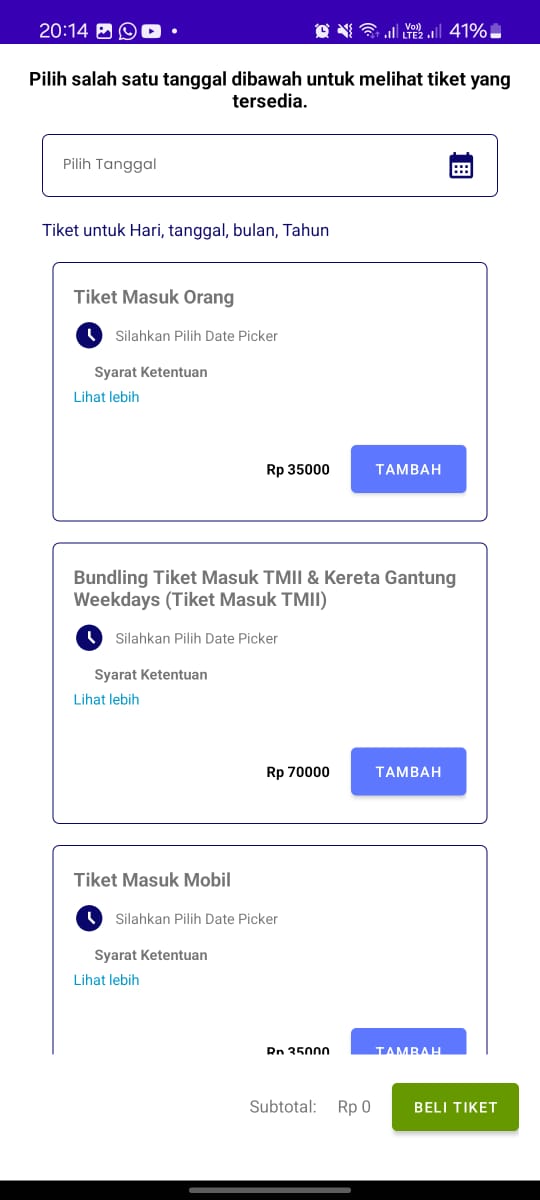 20:14
Vo))
LTE2
41%
Pilih salah satu tanggal dibawah untuk melihat tiket yang
tersedia.
Pilih Tanggal
Tiket untuk Hari, tanggal, bulan, Tahun
Tiket Masuk Orang
Silahkan Pilih Date Picker
Syarat Ketentuan
Lihat lebih
Rp 35000
TAMBAH
Bundling Tiket Masuk TMII & Kereta Gantung
Weekdays (Tiket Masuk TMII)
Silahkan Pilih Date Picker
Syarat Ketentuan
Lihat lebih
Rp 70000
TAMBAH
Tiket Masuk Mobil
Silahkan Pilih Date Picker
Syarat Ketentuan
Lihat lebih
Rp 35000
TAMBAH
Subtotal:
Rp 0
BELI TIKET